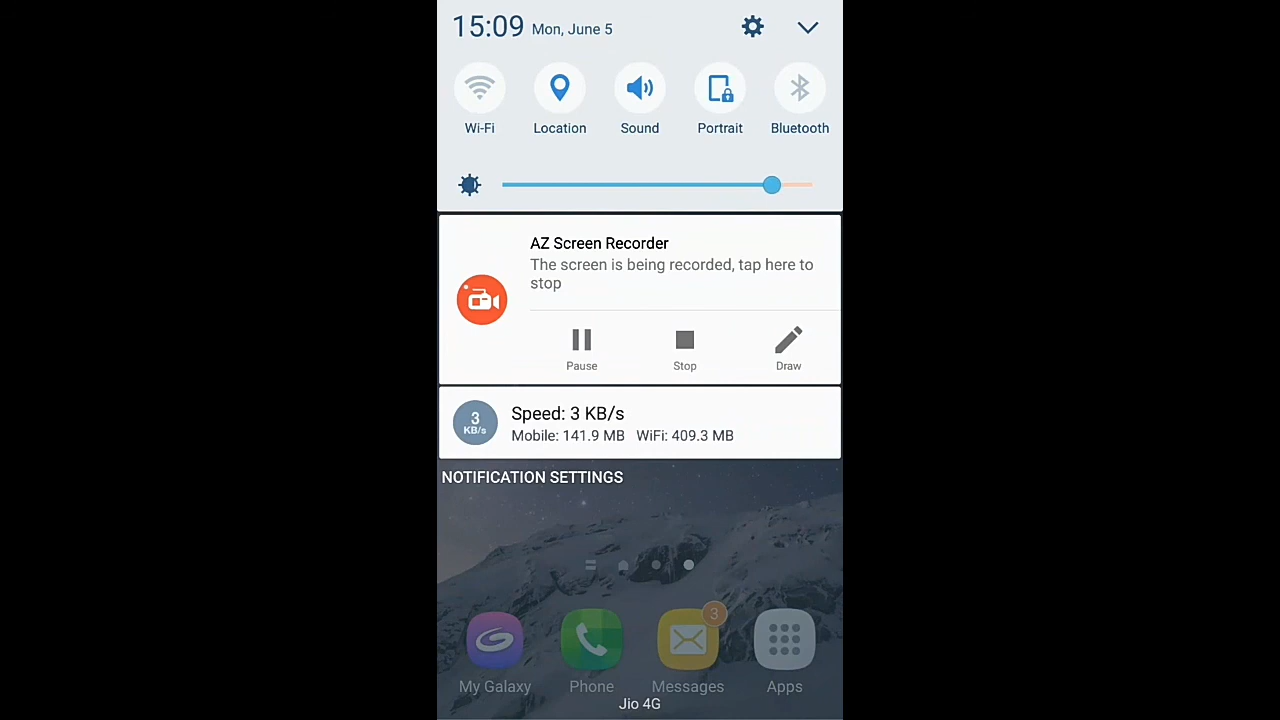 15:09 Mon, June 5
Wi-Fi Location Sound Portrait Bluetooth
AZ Screen Recorder
The screen is being recorded, tap here to
stop
Pause Stop Draw
3
KB/s
Speed: 3 KB/s
Mobile: 141.9 MB WiFi: 409.3 MB
NOTIFICATION SETTINGS
3
My Galaxy Phone Messages Apps
Jio 4G